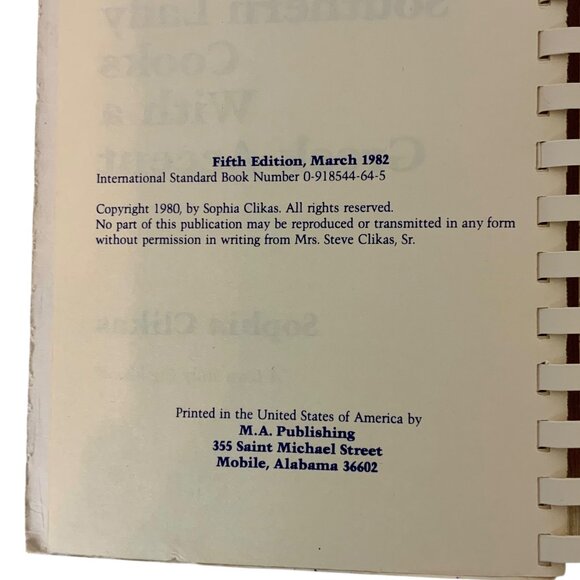 Fifth Edition, March 1982
International Standard Book Number 0-918544-64-5
Copyright 1980, by Sophia Clikas. All rights reserved.
No part of this publication may be reproduced or transmitted in any form
without permission in writing from Mrs. Steve Clikas, Sr.
Printed in the United States of America by
M.A. Publishing
355 Saint Michael Street
Mobile, Alabama 36602